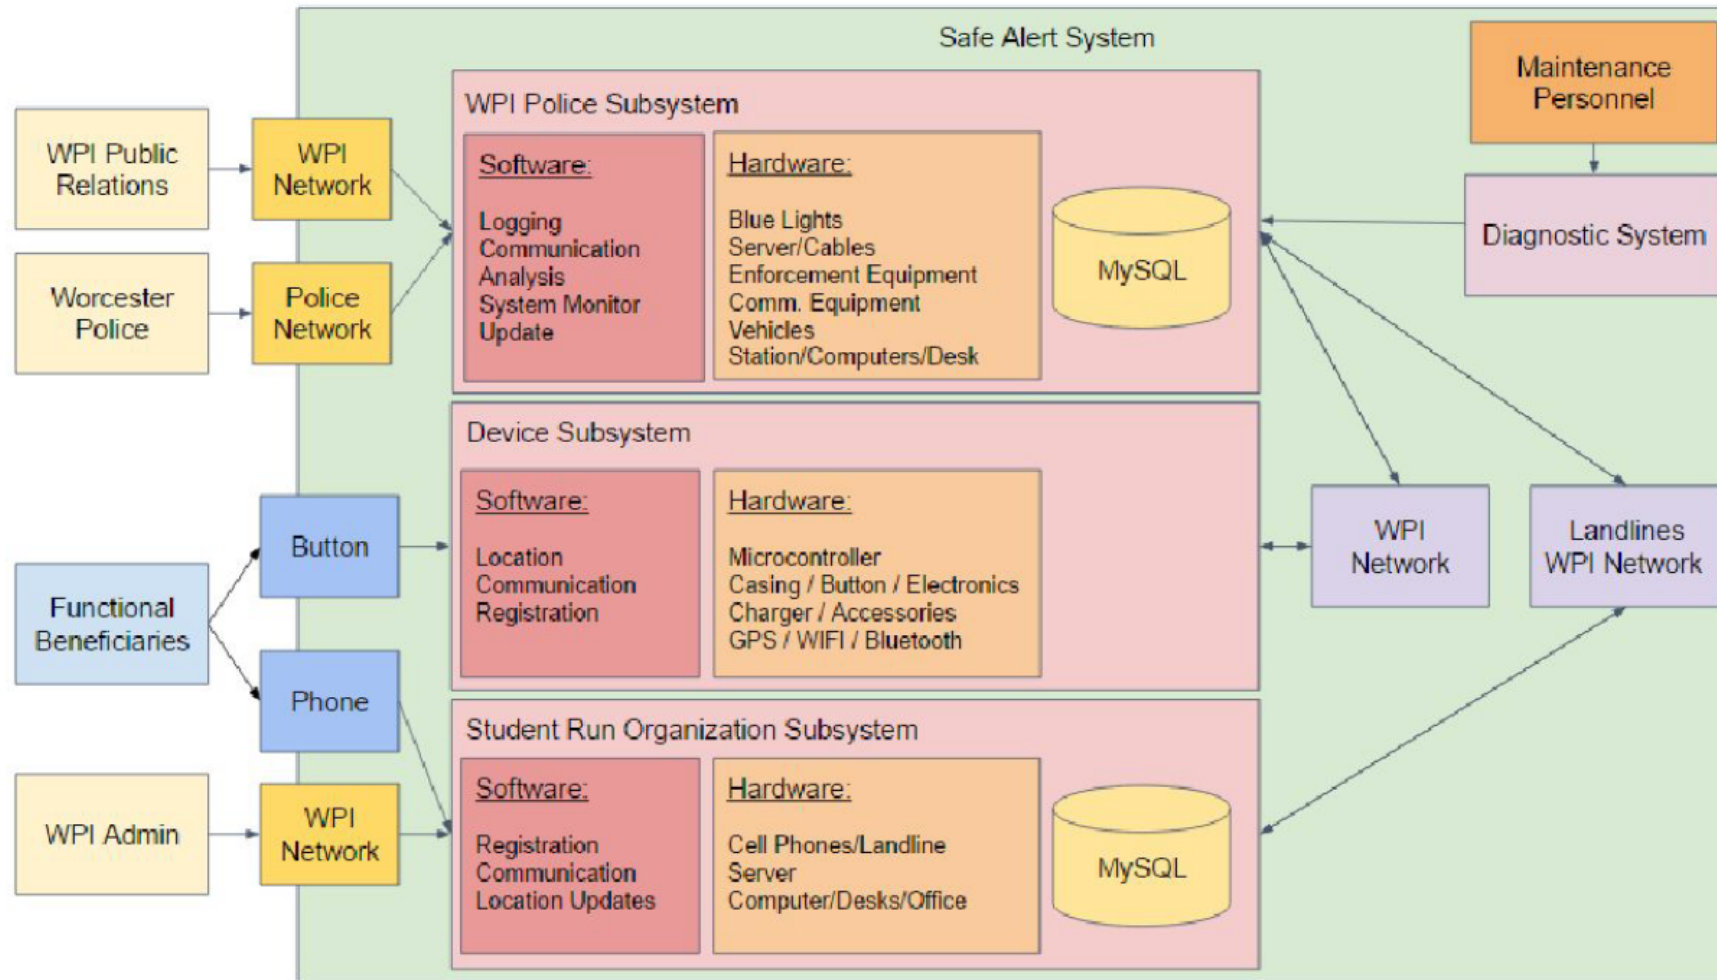 Safe Alert System
Maintenance
Personnel
WPI Police Subsystem
WPI Public
Relations
WPI
Network
Software:
Logging
Communication
Analysis
System Monitor
Update
Hardware:
Blue Lights
Server/Cables
Enforcement Equipment
Comm. Equipment
Vehicles
Station/Computers/Desk
MySQL
Diagnostic System
Worcester
Police
Police
Network
Device Subsystem
Software:
Location
Communication
Registration
Hardware:
Microcontroller
Casing / Button / Electronics
Charger / Accessories
GPS / WIFI / Bluetooth
WPI
Network
Landlines
WPI Network
Button
Functional
Beneficiaries
Phone
Student Run Organization Subsystem
Software:
Registration
Communication
Location Updates
Hardware:
Cell Phones/Landline
Server
Computer/Desks/Office
MySQL
WPI Admin
WPI
Network